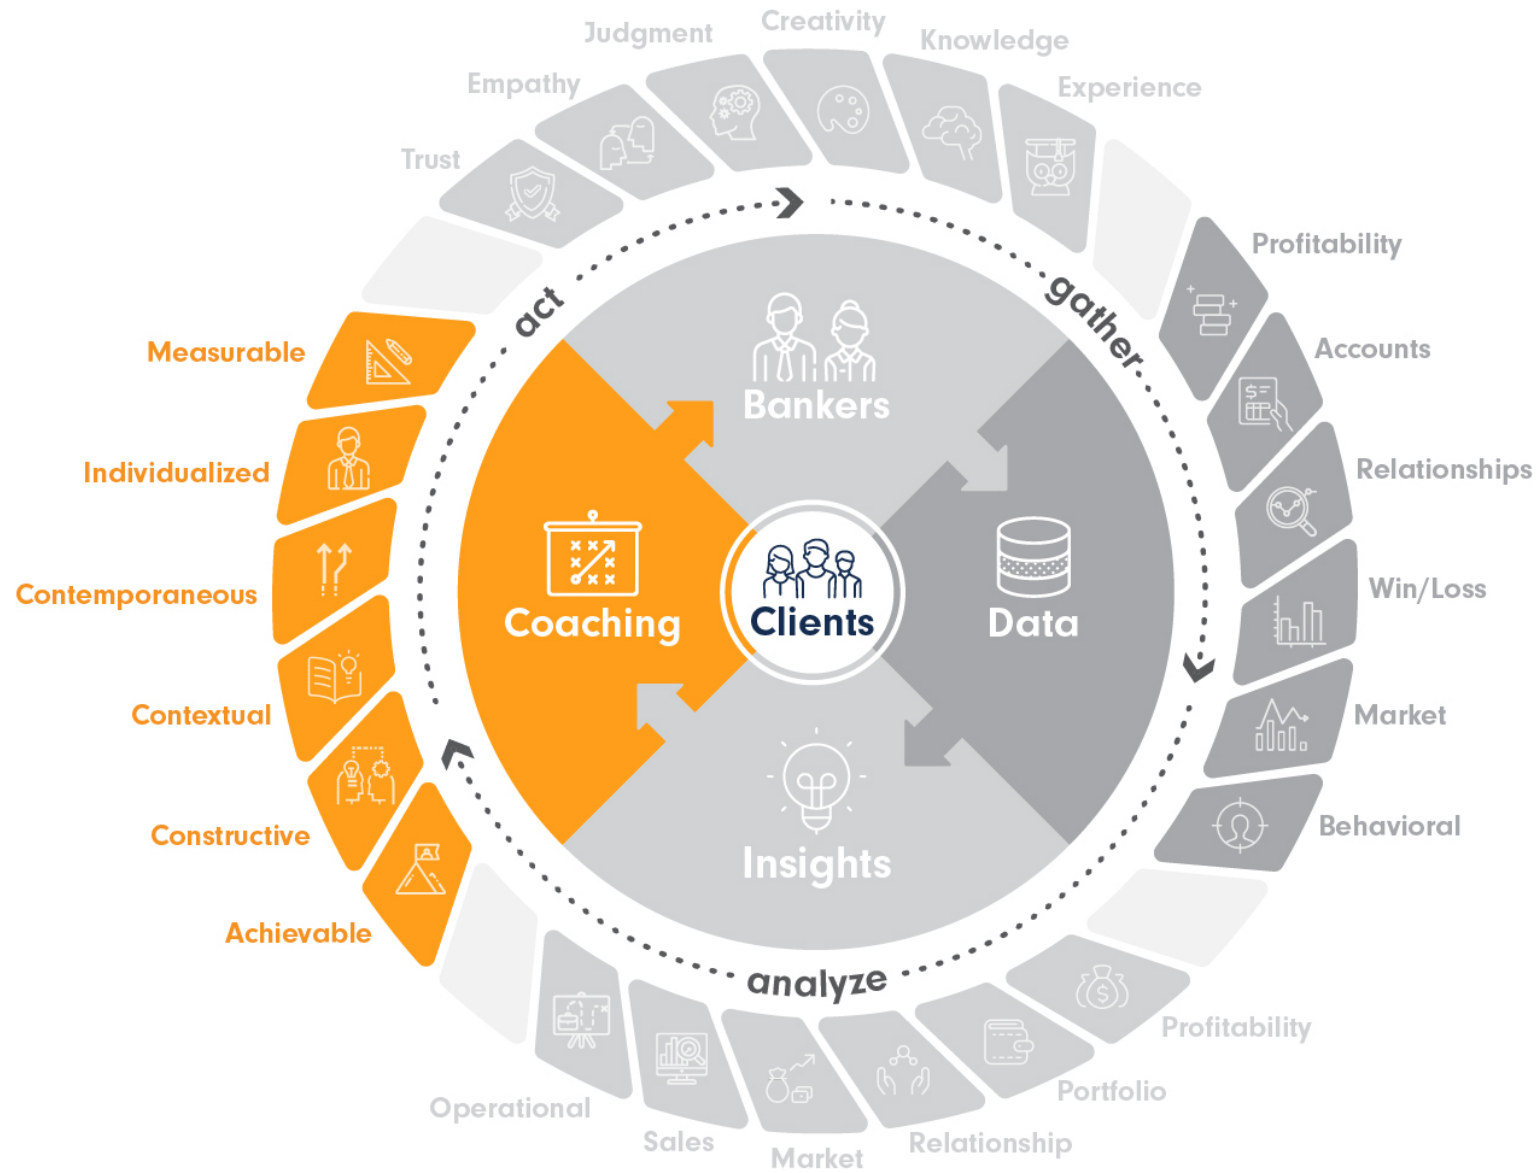 Creativity
Judgment
Knowledge
Empathy
Experience
Trust
Profitability
act
gather
Measurable
Accounts
Bankers
Individualized
Relationships
Contemporaneous
Win/Loss
Coaching
Clients
Data
Contextual
Market
Constructive
Behavioral
Insights
Achievable
analyze
Profitability
Portfolio
Operational
Sales
Relationship
Market